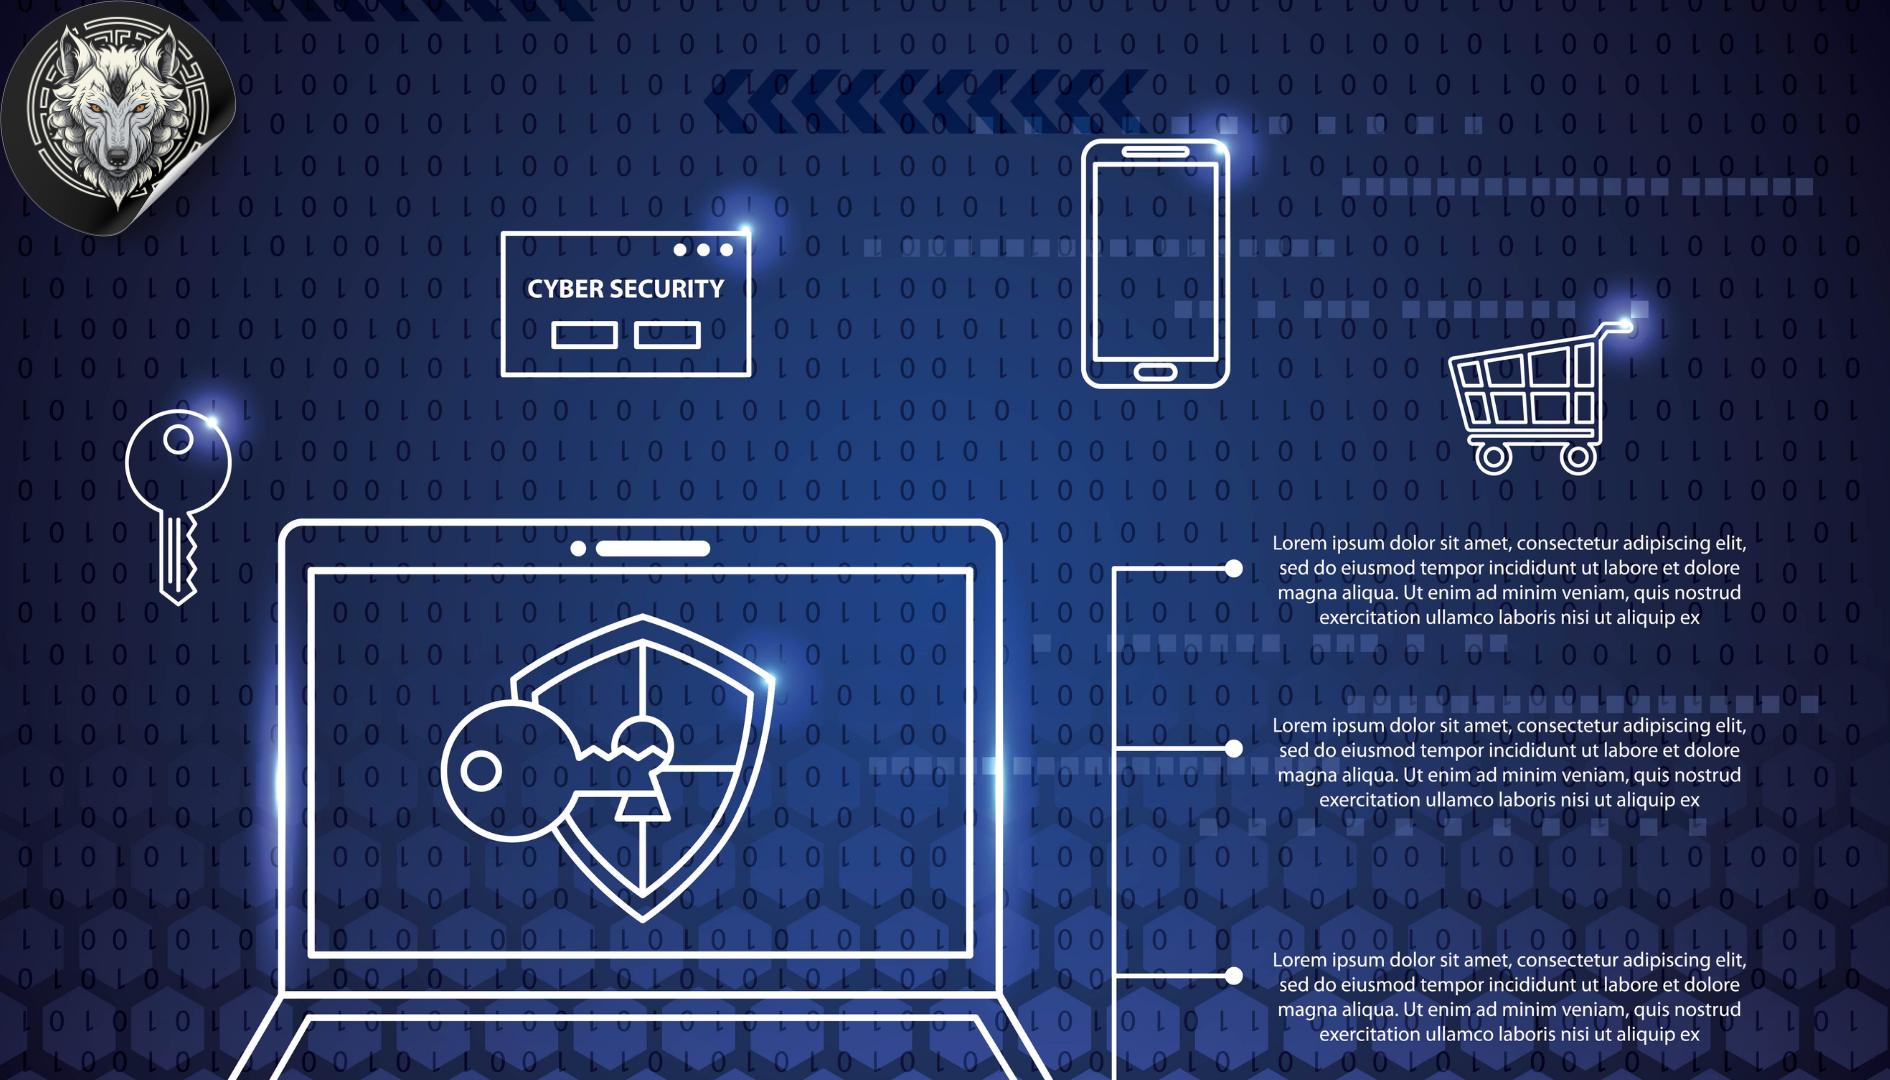 CYBER SECURITY
Lorem ipsum dolor sit amet, consectetur adipiscing elit,
sed do eiusmod tempor incididunt ut labore et dolore
magna aliqua. Ut enim ad minim veniam, quis nostrud
exercitation ullamco laboris nisi ut aliquip ex
Lorem ipsum dolor sit amet, consectetur adipiscing elit,
sed do eiusmod tempor incididunt ut labore et dolore
magna aliqua. Ut enim ad minim veniam, quis nostrud
exercitation ullamco laboris nisi ut aliquip ex
Lorem ipsum dolor sit amet, consectetur adipiscing elit,
sed do eiusmod tempor incididunt ut labore et dolore
magna aliqua. Ut enim ad minim veniam, quis nostrud
exercitation ullamco laboris nisi ut aliquip ex